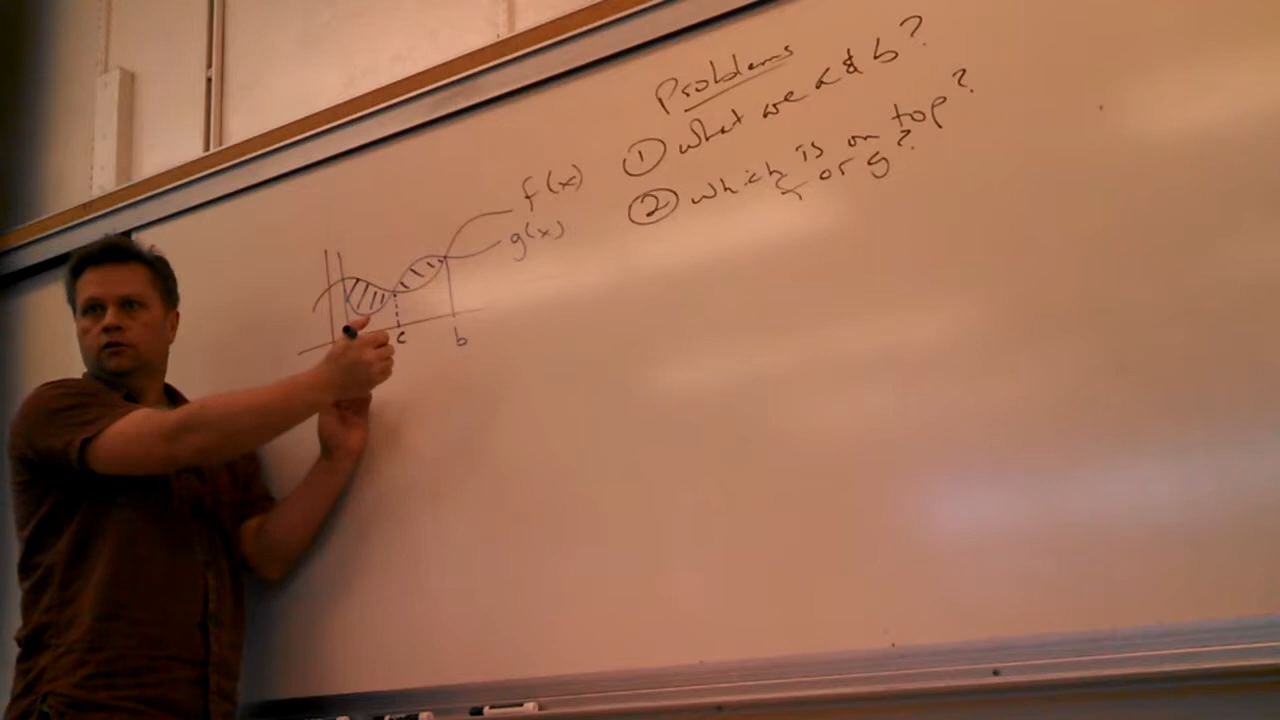 Problems
① What are a & b?
② Which is on top?
f or g?
f(x)
g(x)
c
b